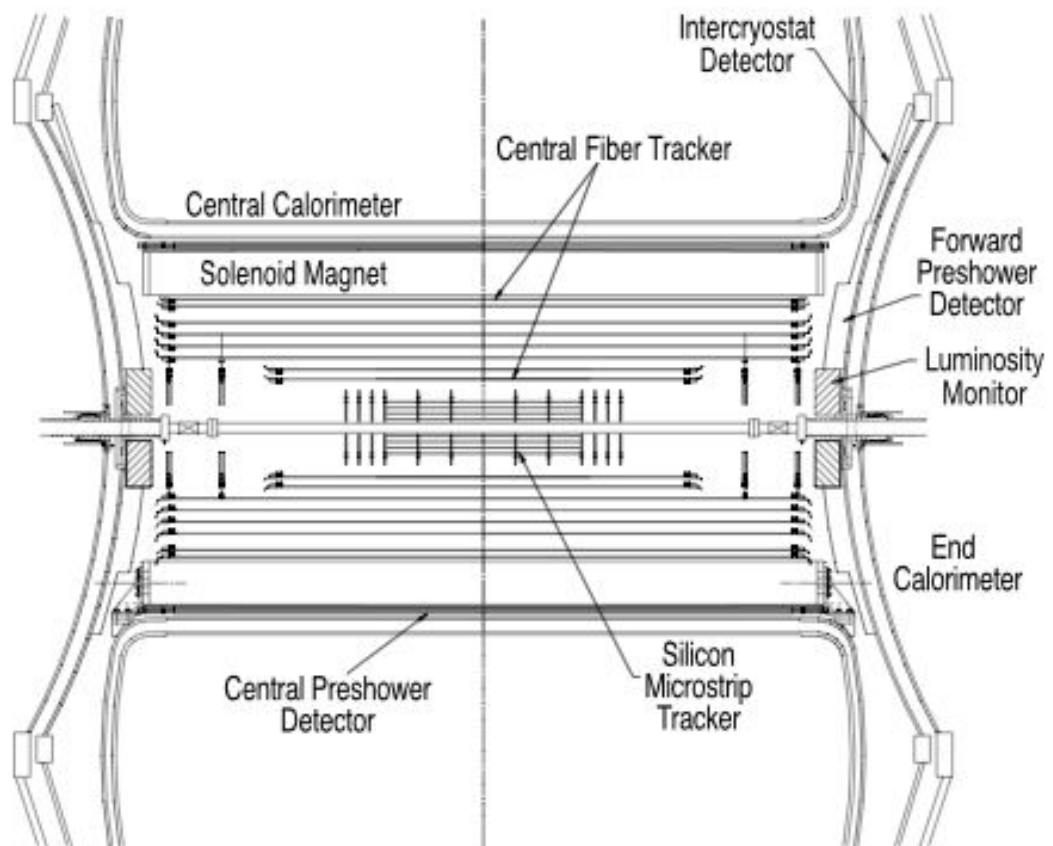 Intercryostat
Detector
Central Fiber Tracker
Central Calorimeter
Solenoid Magnet
Forward
Preshower
Detector
Luminosity
Monitor
End
Calorimeter
Silicon
Microstrip
Tracker
Central Preshower
Detector